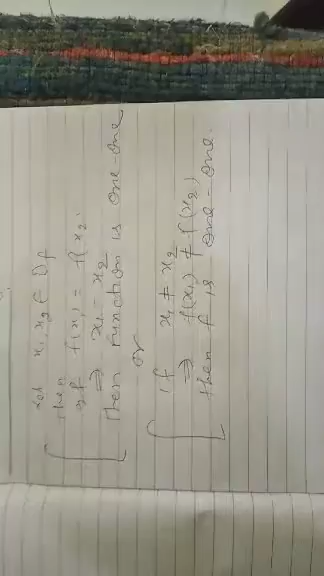 Let x1, x2 ∈ Df
then
if f(x1) = f(x2)
⇒ x1 = x2
then function is one-one
or
if x1 ≠ x2
⇒ f(x1) ≠ f(x2)
then f is one-one.